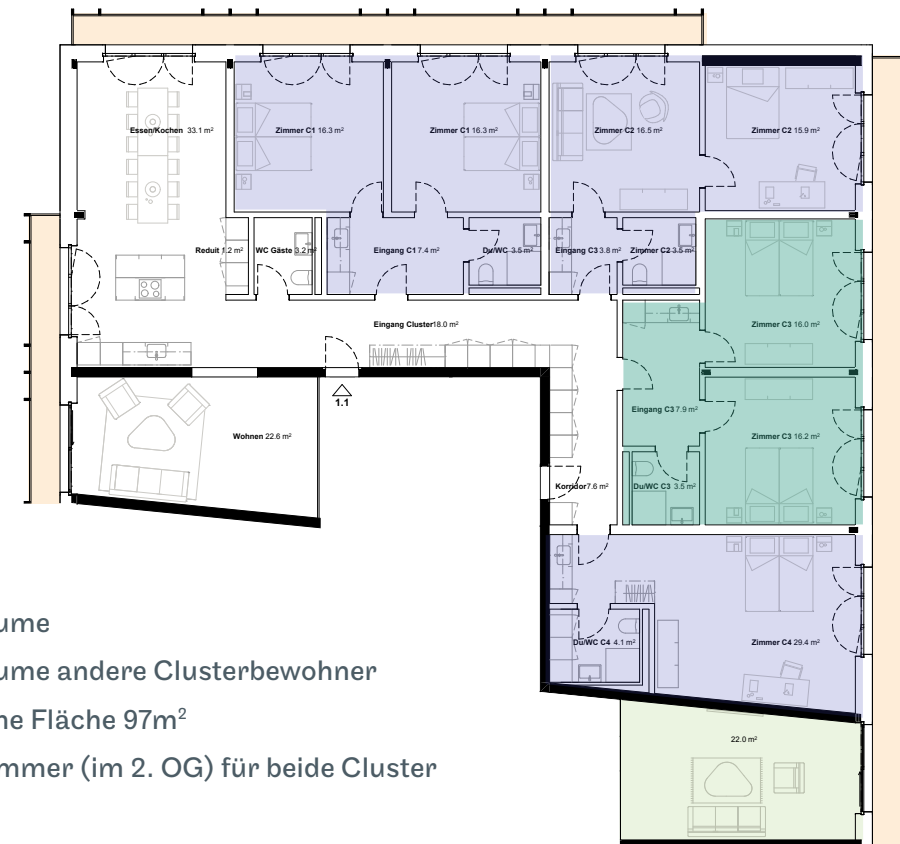 Essen/Kochen 33.1 m²
Zimmer C1 16.3 m²
Zimmer C1 16.3 m²
Zimmer C2 16.5 m²
Zimmer C2 15.9 m²
Reduit 1.2 m²
WC Gäste 3.2 m²
Eingang C1 7.4 m²
Du/WC 3.5 m²
Eingang C3 3.8 m²
Zimmer C2 3.5 m²
Eingang Cluster 18.0 m²
Zimmer C3 16.0 m²
1.1
Eingang C3 7.9 m²
Wohnen 22.6 m²
Zimmer C3 16.2 m²
Korridor 7.6 m²
Du/WC C3 3.5 m²
Du/WC C4 4.1 m²
Zimmer C4 29.4 m²
22.0 m²
ume
ume andere Clusterbewohner
ne Fläche 97m²
mmer (im 2. OG) für beide Cluster